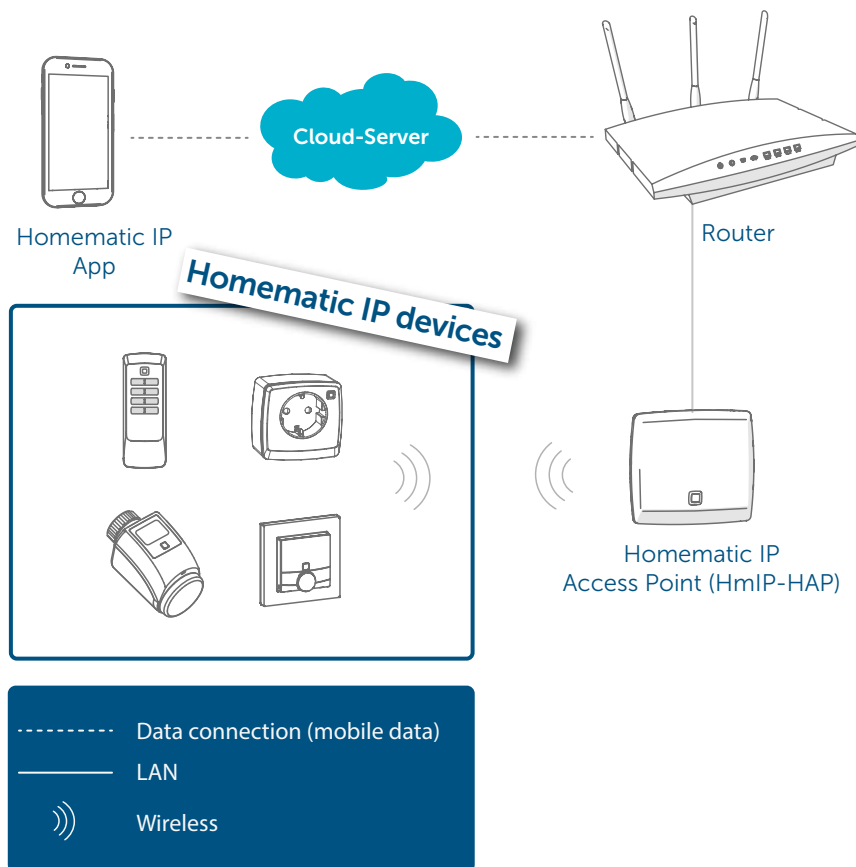 Cloud-Server
Homematic IP
App
Router
Homematic IP devices
Homematic IP
Access Point (HmIP-HAP)
Data connection (mobile data)
LAN
Wireless